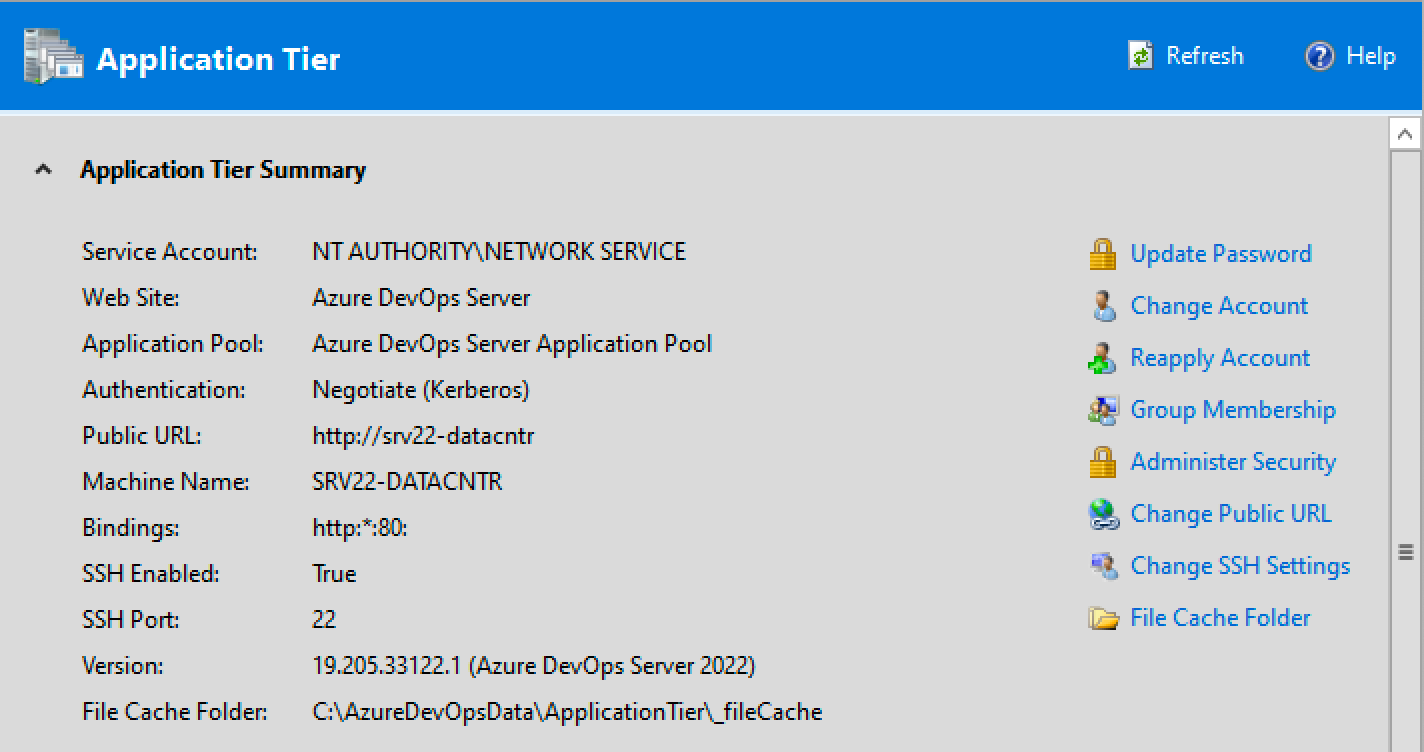 Application Tier
Refresh
Help
Application Tier Summary
Service Account: NT AUTHORITY\NETWORK SERVICE
Update Password
Web Site: Azure DevOps Server
Change Account
Application Pool: Azure DevOps Server Application Pool
Reapply Account
Authentication: Negotiate (Kerberos)
Group Membership
Public URL: http://srv22-datacntr
Machine Name: SRV22-DATACNTR
Administer Security
Bindings: http:*:80:
Change Public URL
SSH Enabled: True
Change SSH Settings
SSH Port: 22
File Cache Folder
Version: 19.205.33122.1 (Azure DevOps Server 2022)
File Cache Folder: C:\AzureDevOpsData\ApplicationTier\_fileCache